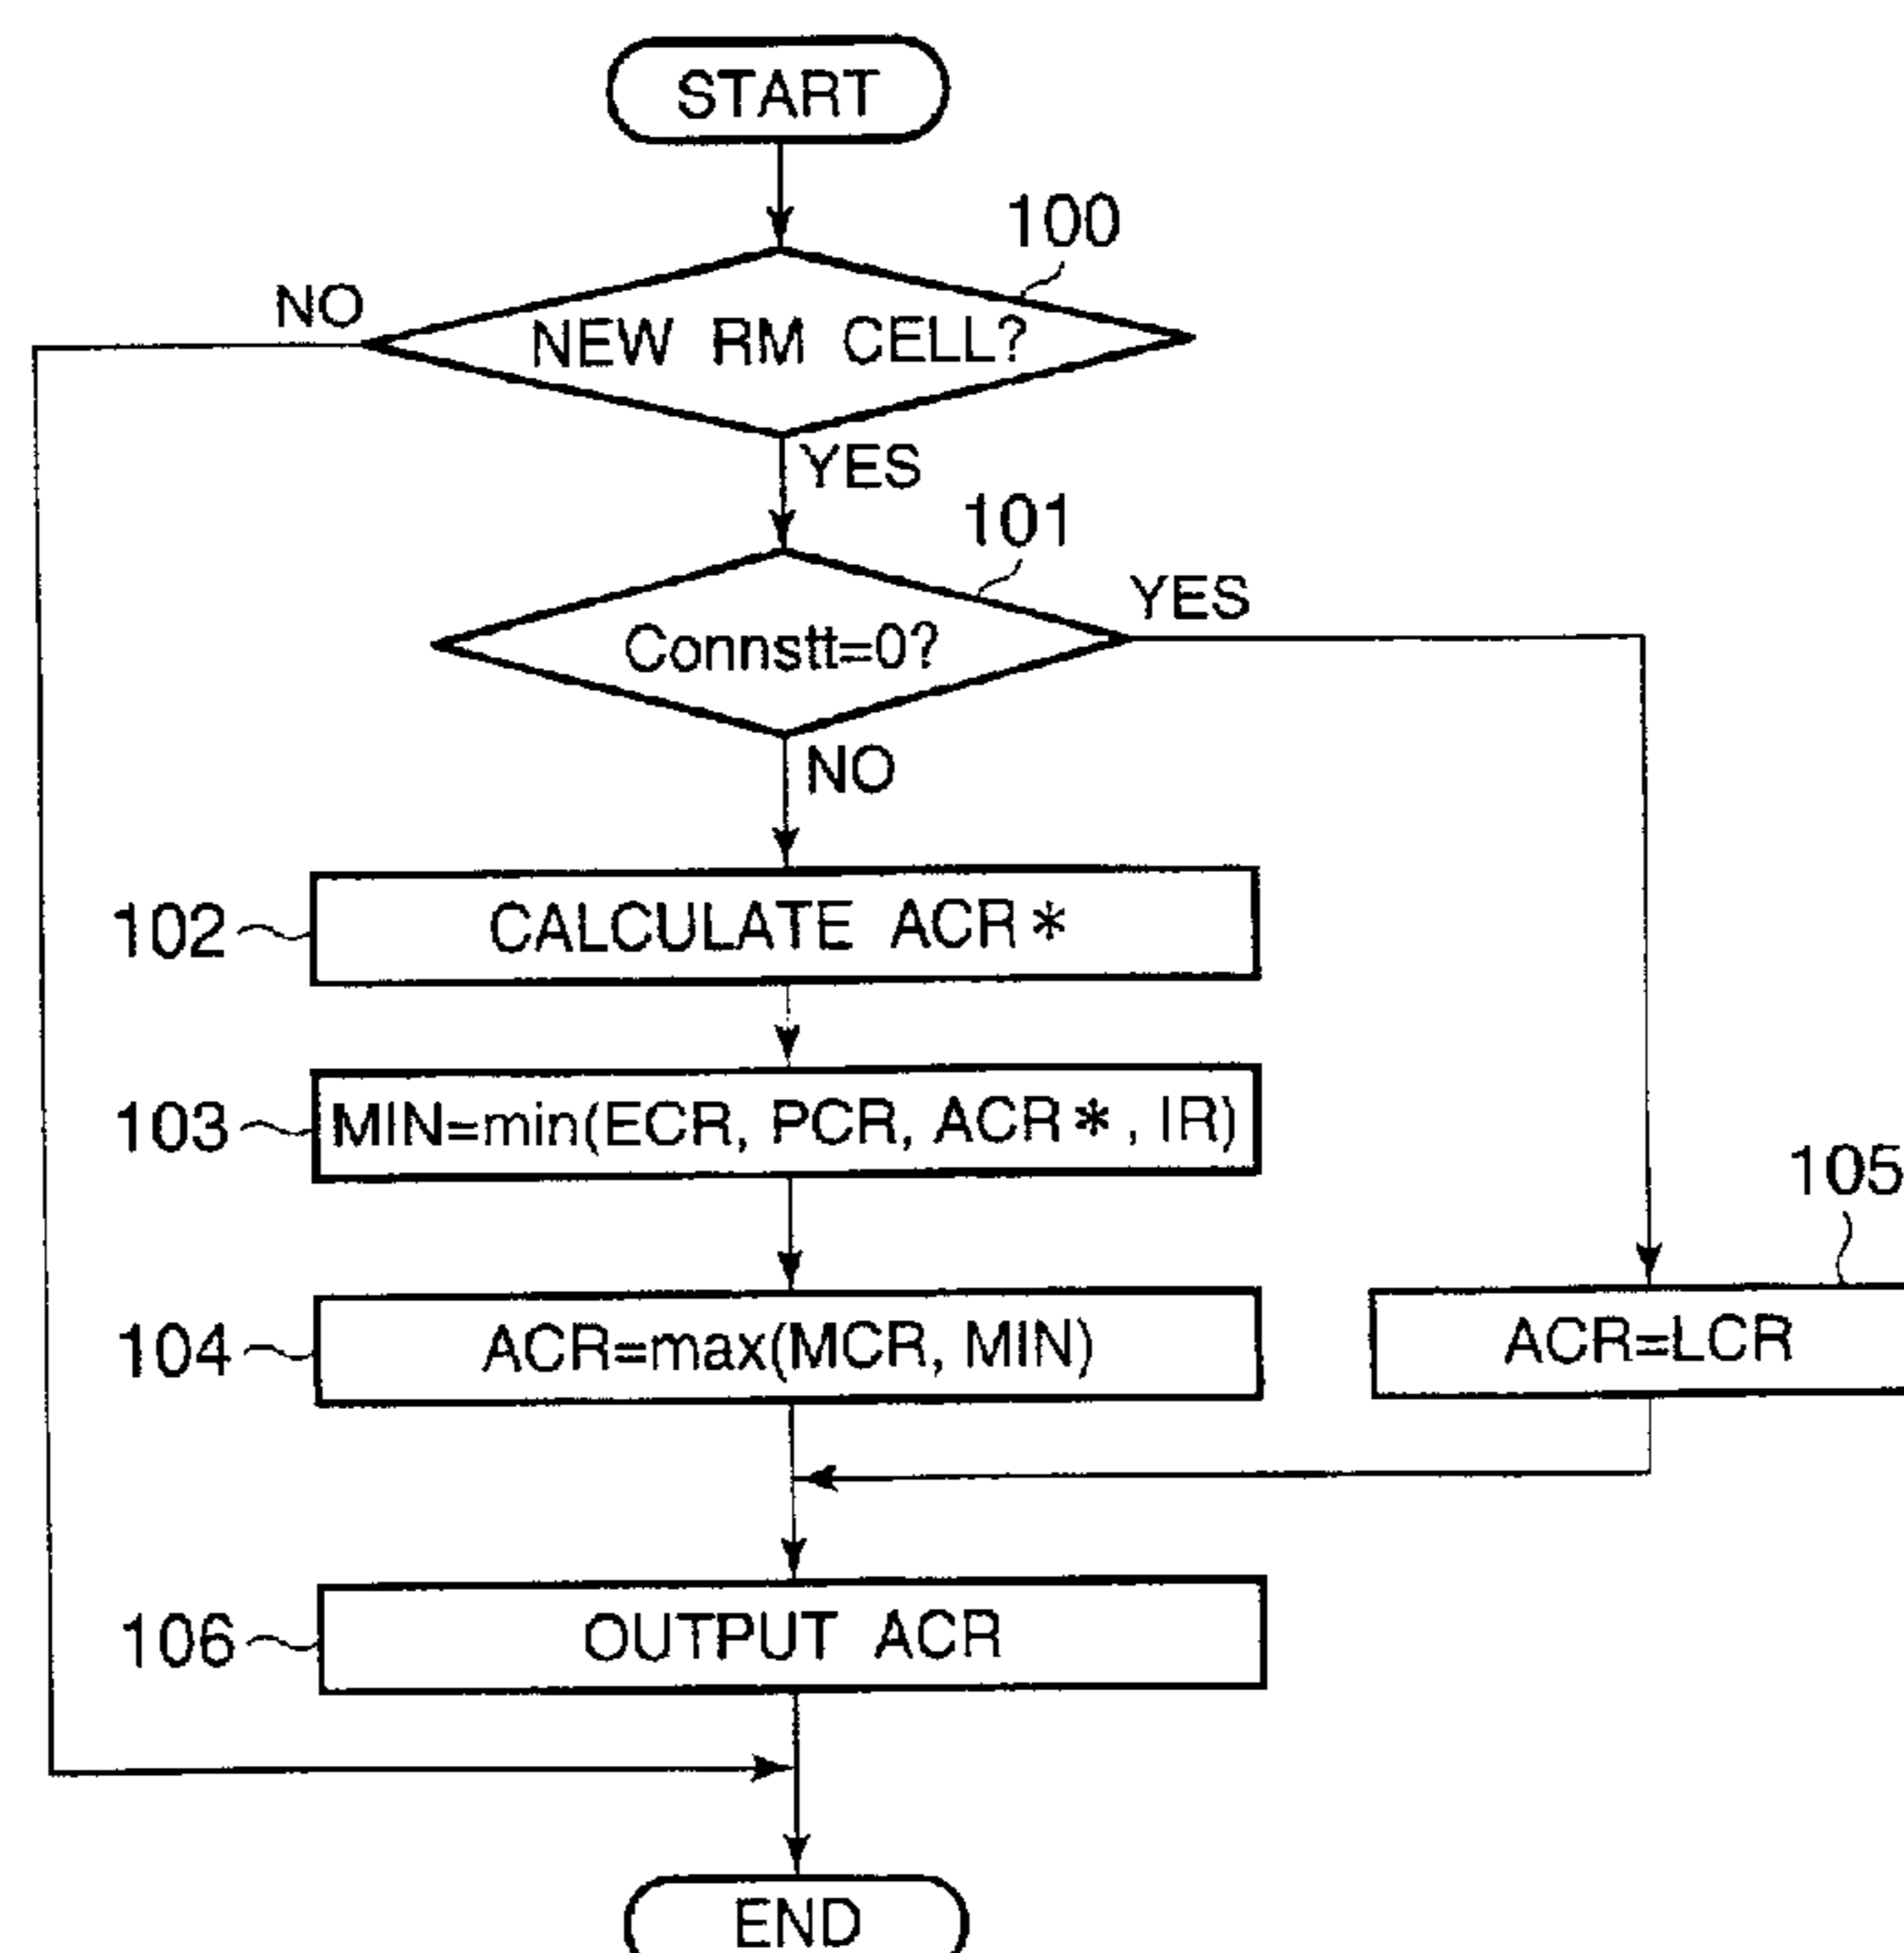 START
100
NO
NEW RM CELL?
YES
101
YES
Connstt=0?
NO
102
CALCULATE ACR*
103
MIN=min(ECR, PCR, ACR*, IR)
105
104
ACR=max(MCR, MIN)
ACR=LCR
106
OUTPUT ACR
END